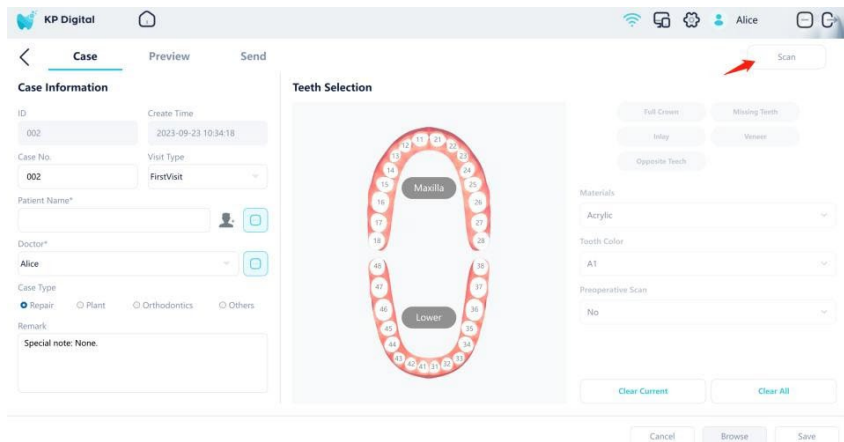 KP Digital
Alice
Case
Preview
Send
Scan
Case Information
Teeth Selection
ID
Create Time
002
2023-09-23 10:34:18
Case No.
Visit Type
002
FirstVisit
Patient Name*
Doctor*
Alice
Case Type
Repair
Plant
Orthodontics
Others
Remark
Special note: None.
11 21
12 22
13 23
14 24
15 25
Maxilla
16 26
17 27
18 28
48 38
47 37
46 36
Lower
45 35
44 34
43 33
42 41 31 32
Full Crown
Missing Teeth
Inlay
Veneer
Opposite Teech
Materials
Acrylic
Tooth Color
A1
Preoperative Scan
No
Clear Current
Clear All
Cancel
Browse
Save